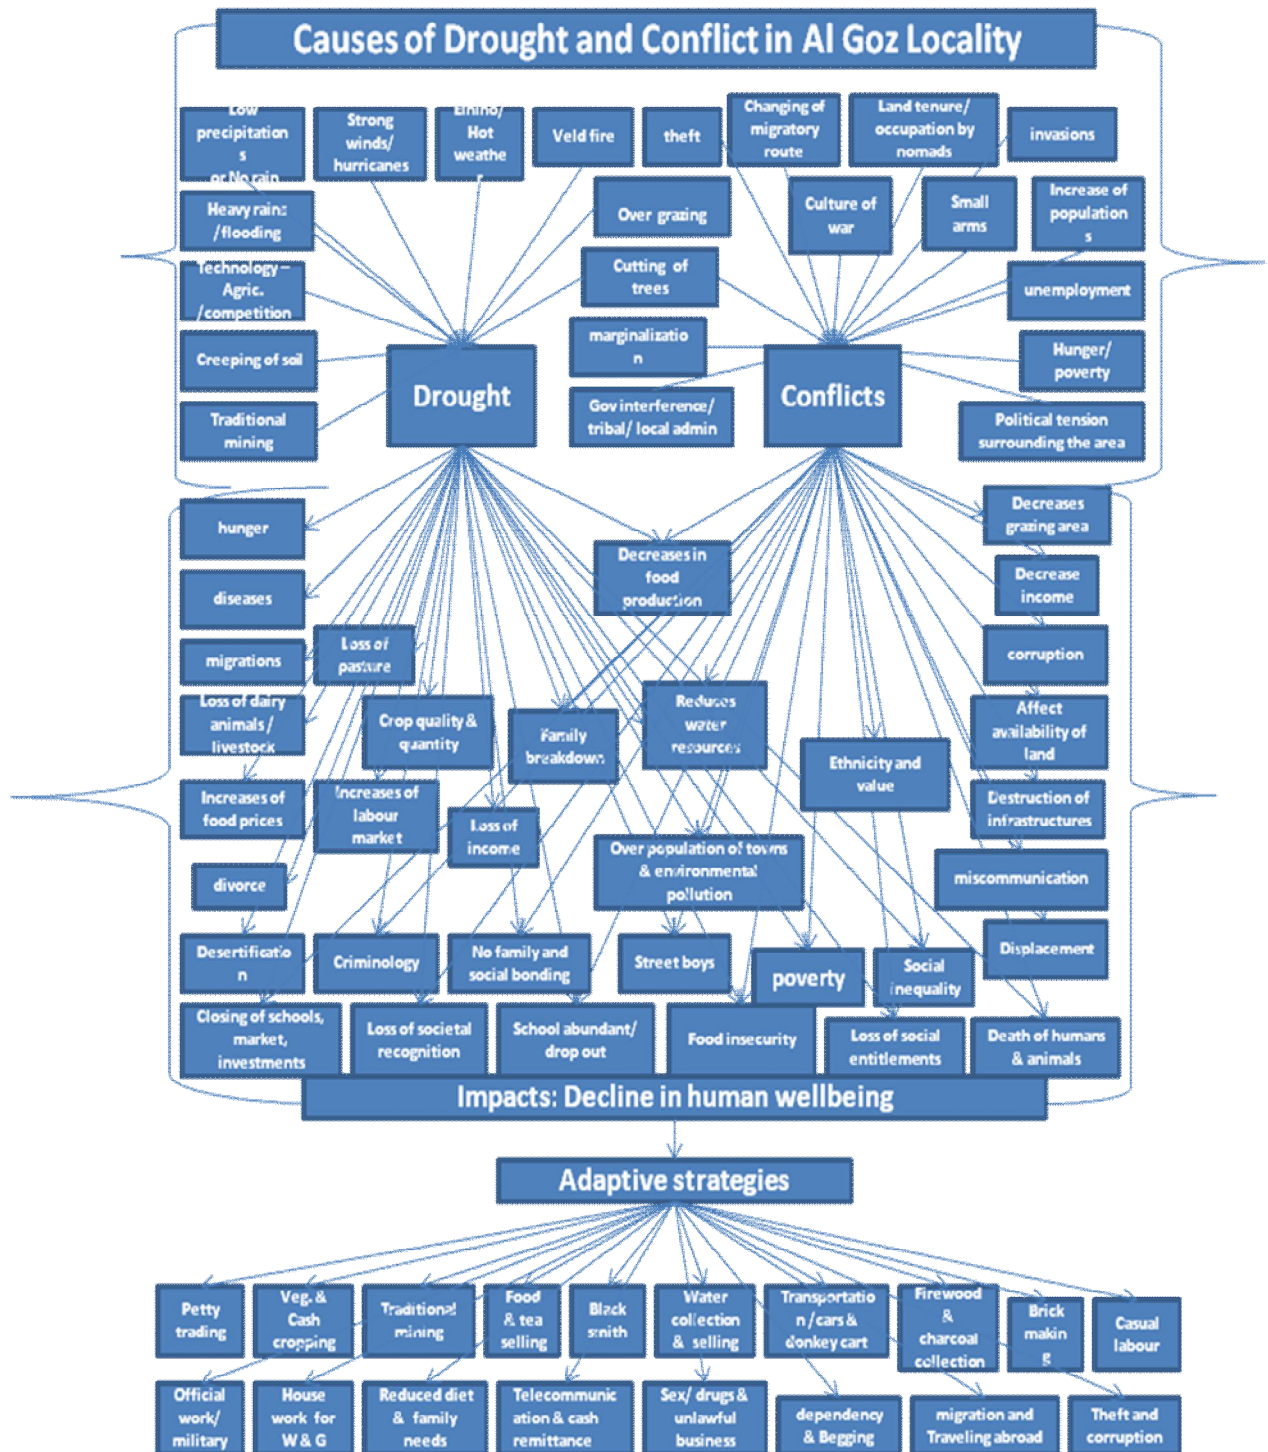 Causes of Drought and Conflict in Al Goz Locality
Low
precipitation
s
or No rain
Strong
winds/
hurricanes
Elnino/
Hot
weathe
r
Veld fire
theft
Changing of
migratory
route
Land tenure/
occupation by
nomads
invasions
Heavy rains
/flooding
Over grazing
Culture of
war
Small
arms
Increase of
population
s
Technology –
Agric.
/competition
Cutting of
trees
unemployment
Creeping of soil
marginalizatio
n
Hunger/
poverty
Drought
Conflicts
Traditional
mining
Gov interference/
tribal/ local admin
Political tension
surrounding the area
hunger
Decreases
grazing area
Decreases in
food
production
diseases
Decrease
income
migrations
Loss of
pasture
corruption
Loss of dairy
animals /
livestock
Crop quality &
quantity
Family
breakdown
Reduces
water
resources
Affect
availability of
land
Ethnicity and
value
Increases of
food prices
Increases of
labour
market
Loss of
income
Destruction of
infrastructures
Over population of towns
& environmental
pollution
divorce
miscommunication
Desertificatio
n
Criminology
No family and
social bonding
Street boys
poverty
Social
inequality
Displacement
Closing of schools,
market,
investments
Loss of societal
recognition
School abundant/
drop out
Food insecurity
Loss of social
entitlements
Death of humans
& animals
Impacts: Decline in human wellbeing
Adaptive strategies
Petty
trading
Veg. &
Cash
cropping
Traditional
mining
Food
& tea
selling
Black
smith
Water
collection
& selling
Transportatio
n /cars &
donkey cart
Firewood
&
charcoal
collection
Brick
makin
g
Casual
labour
Official
work/
military
House
work for
W & G
Reduced diet
& family
needs
Telecommunic
ation & cash
remittance
Sex/ drugs &
unlawful
business
dependency
& Begging
migration and
Traveling abroad
Theft and
corruption